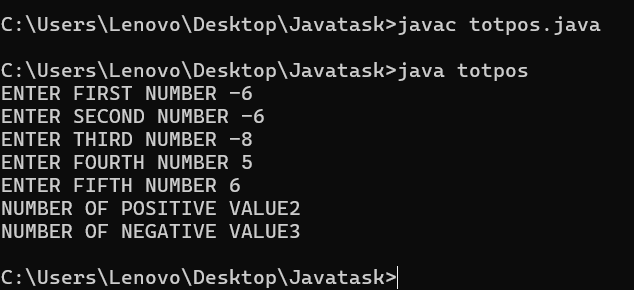 C:\Users\Lenovo\Desktop\Javatask>javac totpos.java
C:\Users\Lenovo\Desktop\Javatask>java totpos
ENTER FIRST NUMBER -6
ENTER SECOND NUMBER -6
ENTER THIRD NUMBER -8
ENTER FOURTH NUMBER 5
ENTER FIFTH NUMBER 6
NUMBER OF POSITIVE VALUE2
NUMBER OF NEGATIVE VALUE3
C:\Users\Lenovo\Desktop\Javatask>